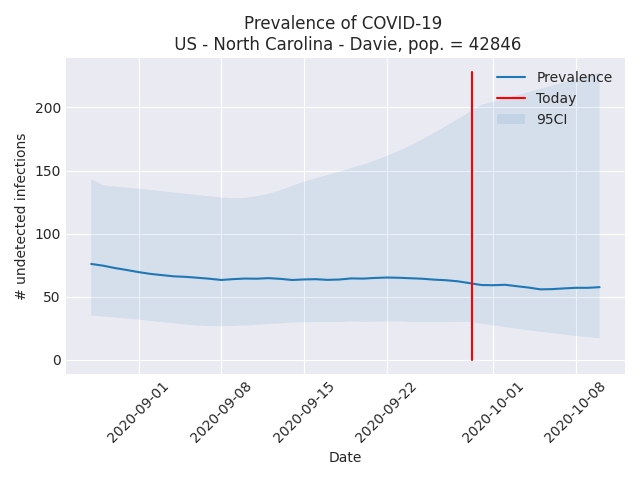 Prevalence of COVID-19
US - North Carolina - Davie, pop. = 42846
Prevalence
Today
95CI
# undetected infections
200
150
100
50
0
2020-09-01
2020-09-08
2020-09-15
2020-09-22
2020-10-01
2020-10-08
Date